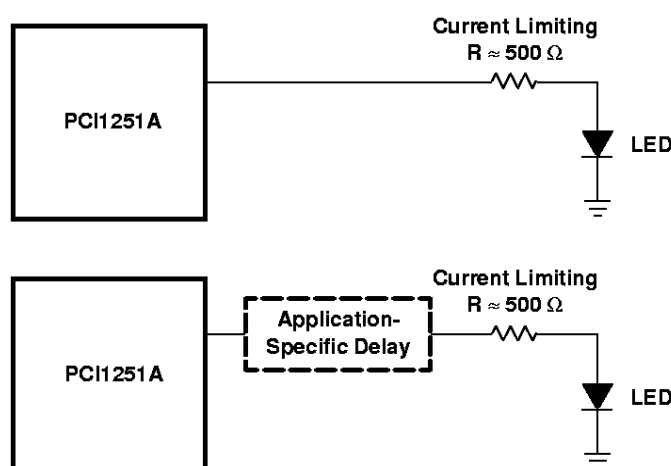 Current Limiting
R ≈ 500 Ω
PCI1251A
LED
Current Limiting
R ≈ 500 Ω
Application-
Specific Delay
PCI1251A
LED